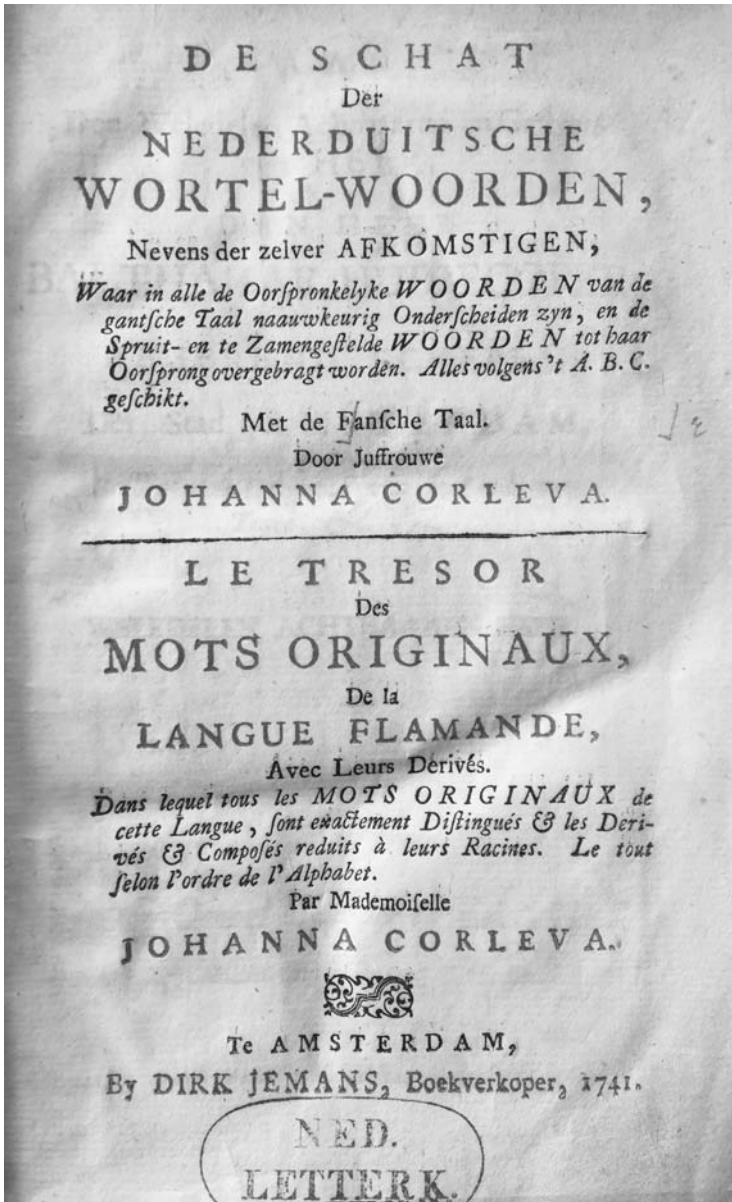 DE SCHAT
Der
NEDERDUITSCHE
WORTEL-WOORDEN,
Nevens der zelver AFKOMSTIGEN,
Waar in alle de Oorſpronkelyke WOORDEN van de
gantſche Taal naauwkeurig Onderſcheiden zyn, en de
Spruit- en te Zamengeſtelde WOORDEN tot haar
Oorſprong overgebragt worden. Alles volgens 't A. B. C.
geſchikt.
Met de Fanſche Taal.
Door Juffrouwe
JOHANNA CORLEVA.
LE TRESOR
Des
MOTS ORIGINAUX,
De la
LANGUE FLAMANDE,
Avec Leurs Derivés.
Dans lequel tous les MOTS ORIGINAUX de
cette Langue, ſont exactement Diſtingués & les Deri-
vés & Compoſés reduits à leurs Racines. Le tout
ſelon l'ordre de l'Alphabet.
Par Mademoiſelle
JOHANNA CORLEVA.
Te AMSTERDAM,
By DIRK JEMANS, Boekverkoper, 1741.
NED.
LETTERK.